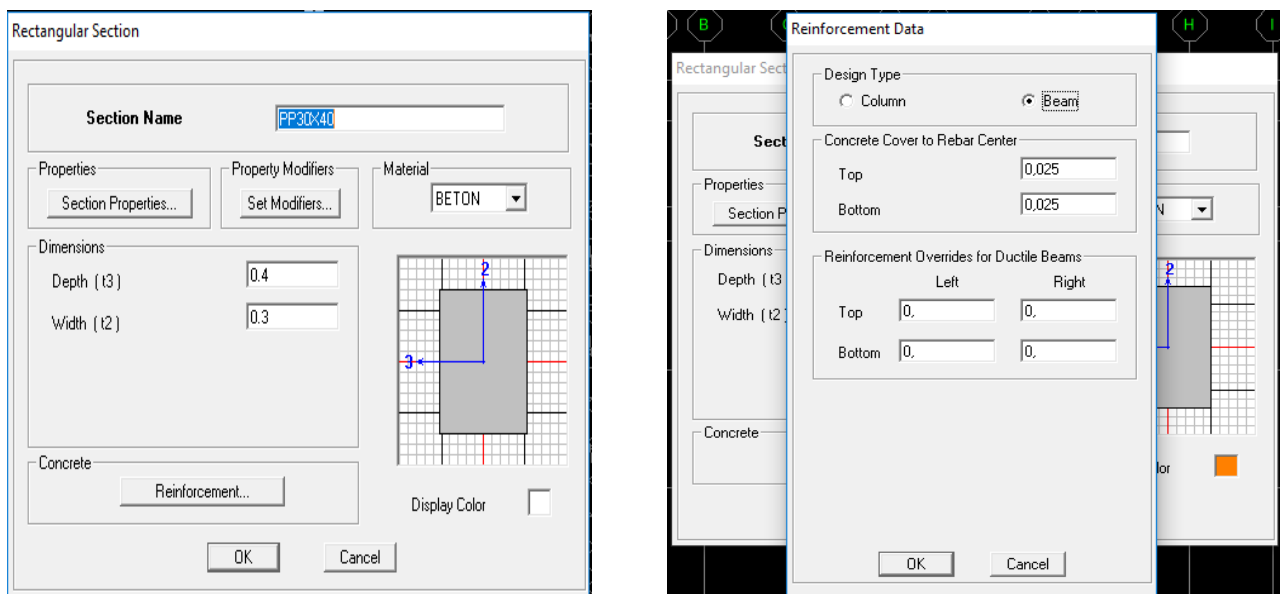 Rectangular Section
Section Name
PP30X40
Properties
Section Properties...
Property Modifiers
Set Modifiers...
Material
BETON
Dimensions
Depth ( t3 )
0.4
Width ( t2 )
0.3
2
3
Concrete
Reinforcement...
Display Color
OK
Cancel
B
H
Rectangular Sect
Sect
Properties
Section P
N
Dimensions
Depth ( t3
Width ( t2
2
Concrete
lor
Reinforcement Data
Design Type
Column
Beam
Concrete Cover to Rebar Center
Top
0,025
Bottom
0,025
Reinforcement Overrides for Ductile Beams
Left Right
Top 0, 0,
Bottom 0, 0,
OK
Cancel